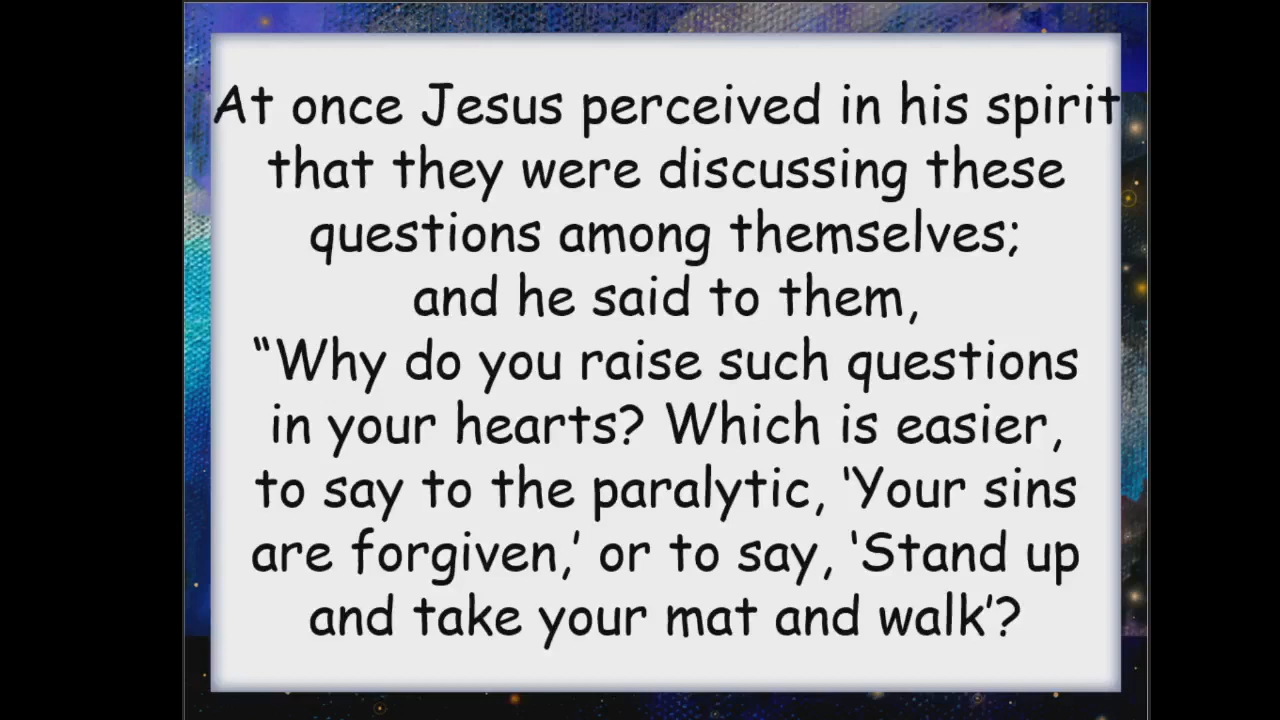 At once Jesus perceived in his spirit
that they were discussing these
questions among themselves;
and he said to them,
“Why do you raise such questions
in your hearts? Which is easier,
to say to the paralytic, ‘Your sins
are forgiven,’ or to say, ‘Stand up
and take your mat and walk’?